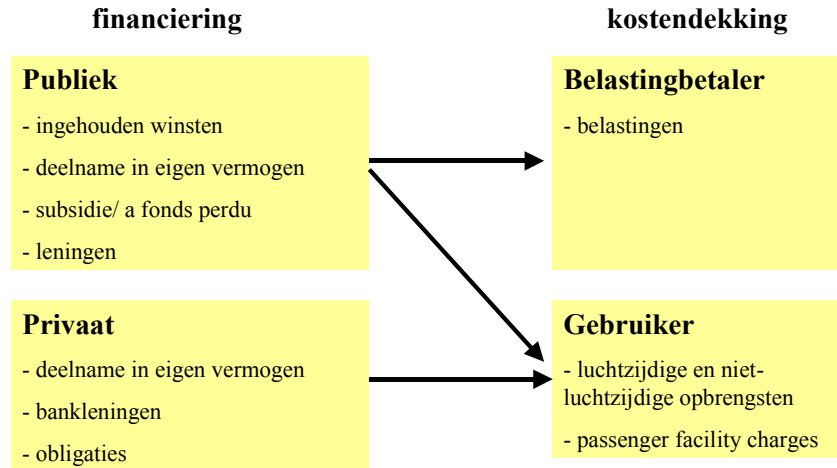 financiering
kostendekking
Publiek
- ingehouden winsten
- deelname in eigen vermogen
- subsidie/ a fonds perdu
- leningen
Belastingbetaler
- belastingen
Privaat
- deelname in eigen vermogen
- bankleningen
- obligaties
Gebruiker
- luchtzijdige en niet-
luchtzijdige opbrengsten
- passenger facility charges